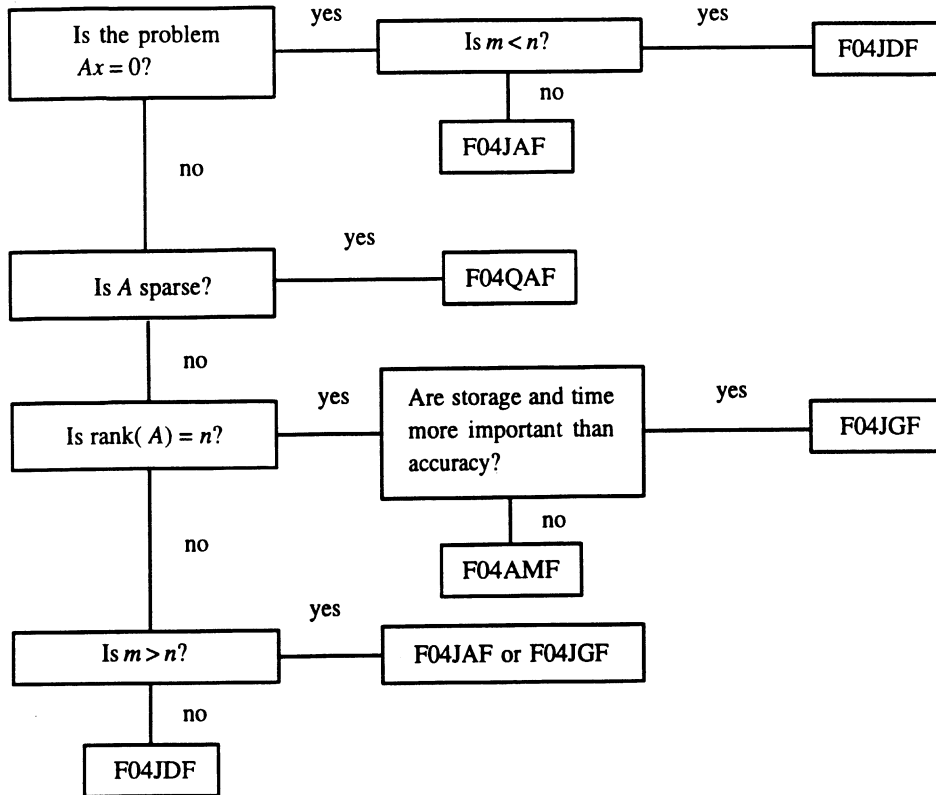 Is the problem
Ax = 0?
yes
Is m < n?
yes
F04JDF
no
F04JAF
no
Is A sparse?
yes
F04QAF
no
Is rank( A) = n?
yes
Are storage and time
more important than
accuracy?
yes
F04JGF
no
F04AMF
no
Is m > n?
yes
F04JAF or F04JGF
no
F04JDF